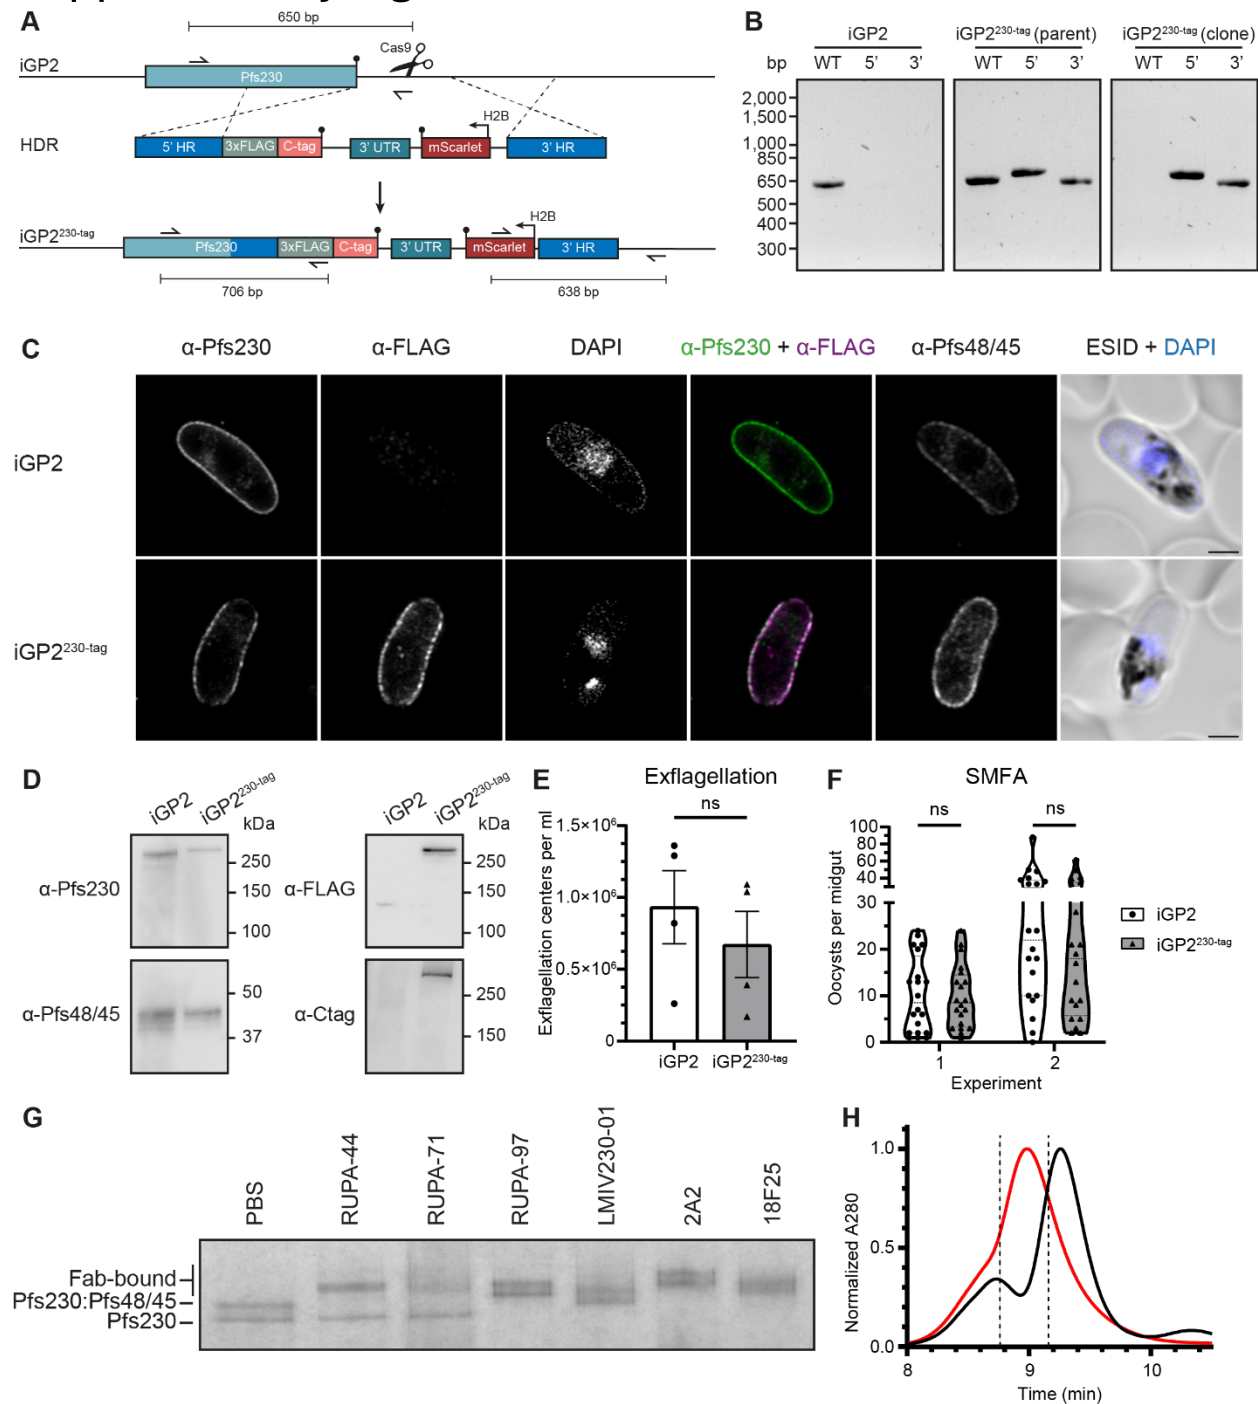 A
650 bp
Cas9
iGP2
Pfs230
HDR
5' HR
3xFLAG
C-tag
3' UTR
mScarlet
H2B
3' HR
iGP2230-tag
Pfs230
3xFLAG
C-tag
3' UTR
mScarlet
H2B
3' HR
706 bp
638 bp
B
iGP2
iGP2230-tag (parent)
iGP2230-tag (clone)
bp
WT 5' 3'
WT 5' 3'
WT 5' 3'
2,000
1,500
1,000
850
650
500
400
300
C
α-Pfs230
α-FLAG
DAPI
α-Pfs230 + α-FLAG
α-Pfs48/45
ESID + DAPI
iGP2
iGP2230-tag
D
iGP2
iGP2230-tag
kDa
α-Pfs230
250
150
100
α-Pfs48/45
50
37
iGP2
iGP2230-tag
kDa
α-FLAG
250
150
100
α-Ctag
250
150
E
Exflagellation
ns
Exflagellation centers per ml
1.5×10⁶
1.0×10⁶
0.5×10⁶
0
iGP2
iGP2230-tag
F
SMFA
ns
ns
Oocysts per midgut
100
80
60
40
30
20
10
0
1
2
Experiment
iGP2
iGP2230-tag
G
PBS
RUPA-44
RUPA-71
RUPA-97
LMIV230-01
2A2
18F25
Fab-bound
Pfs230:Pfs48/45
Pfs230
H
Normalized A280
1.0
0.5
0.0
8
9
10
Time (min)